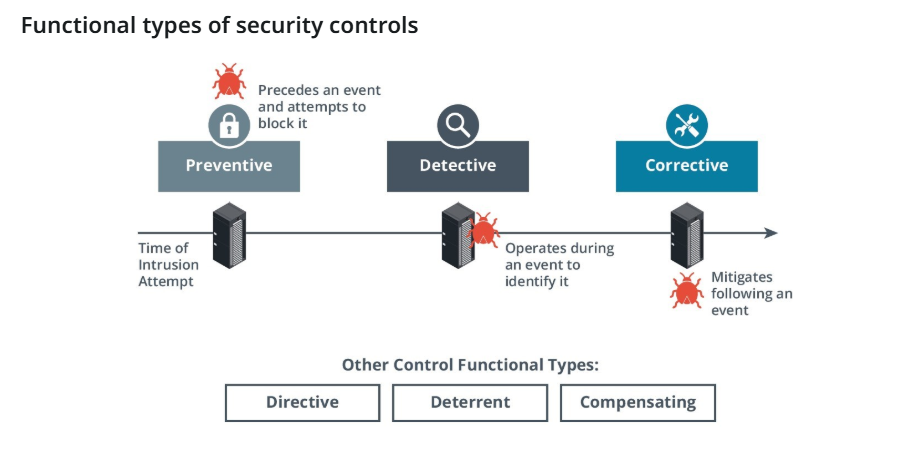 Functional types of security controls
Precedes an event
and attempts to
block it
Preventive
Detective
Corrective
Time of
Intrusion
Attempt
Operates during
an event to
identify it
Mitigates
following an
event
Other Control Functional Types:
Directive
Deterrent
Compensating